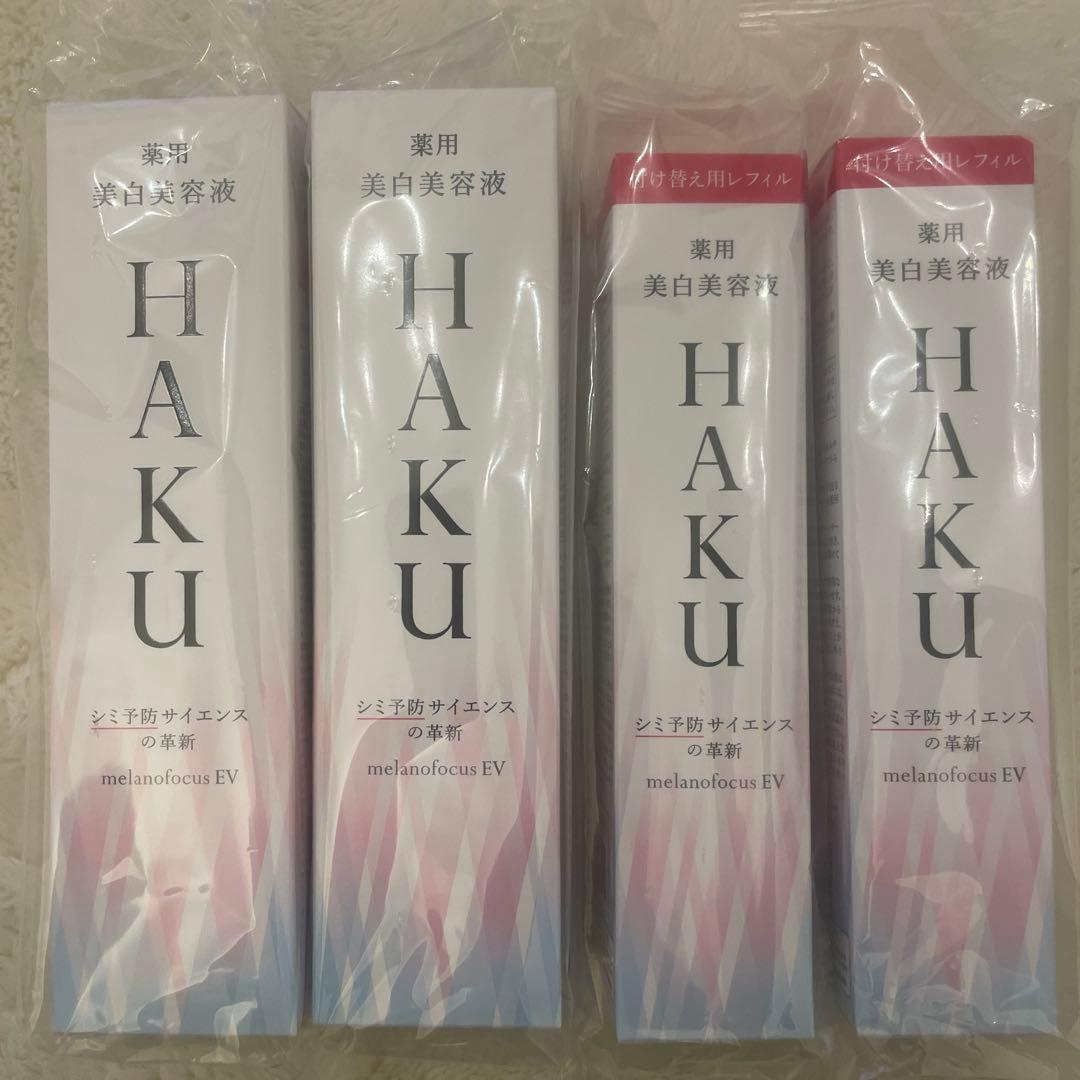 薬用
美白美容液
HAKU
シミ予防サイエンス
の革新
melanofocus EV
薬用
美白美容液
HAKU
シミ予防サイエンス
の革新
melanofocus EV
付け替え用レフィル
薬用
美白美容液
HAKU
シミ予防サイエンス
の革新
melanofocus EV
付け替え用レフィル
薬用
美白美容液
HAKU
シミ予防サイエンス
の革新
melanofocus EV